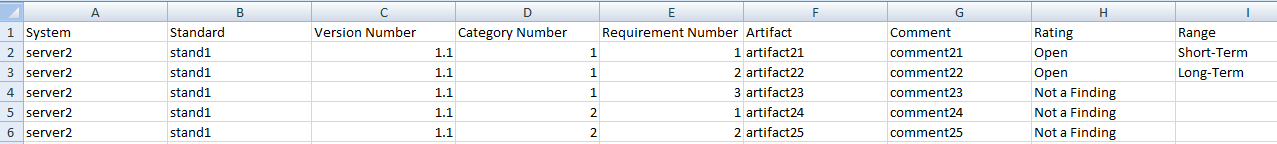 A B C D E F G H I
1 System Standard Version Number Category Number Requirement Number Artifact Comment Rating Range
2 server2 stand1 1.1 1 1 artifact21 comment21 Open Short-Term
3 server2 stand1 1.1 1 2 artifact22 comment22 Open Long-Term
4 server2 stand1 1.1 1 3 artifact23 comment23 Not a Finding
5 server2 stand1 1.1 2 1 artifact24 comment24 Not a Finding
6 server2 stand1 1.1 2 2 artifact25 comment25 Not a Finding